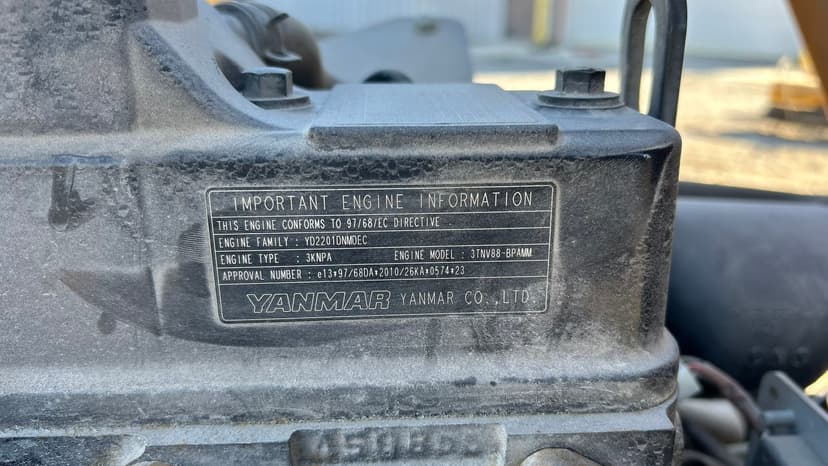 IMPORTANT ENGINE INFORMATION
THIS ENGINE CONFORMS TO 97/68/EC DIRECTIVE
ENGINE FAMILY : YD2201DNMDEC
ENGINE TYPE : 3KNPA ENGINE MODEL : 3TNV88-BPAMM
APPROVAL NUMBER : e13*97/68DA*2010/26KA*0574*23
YANMAR YANMAR CO.,LTD.